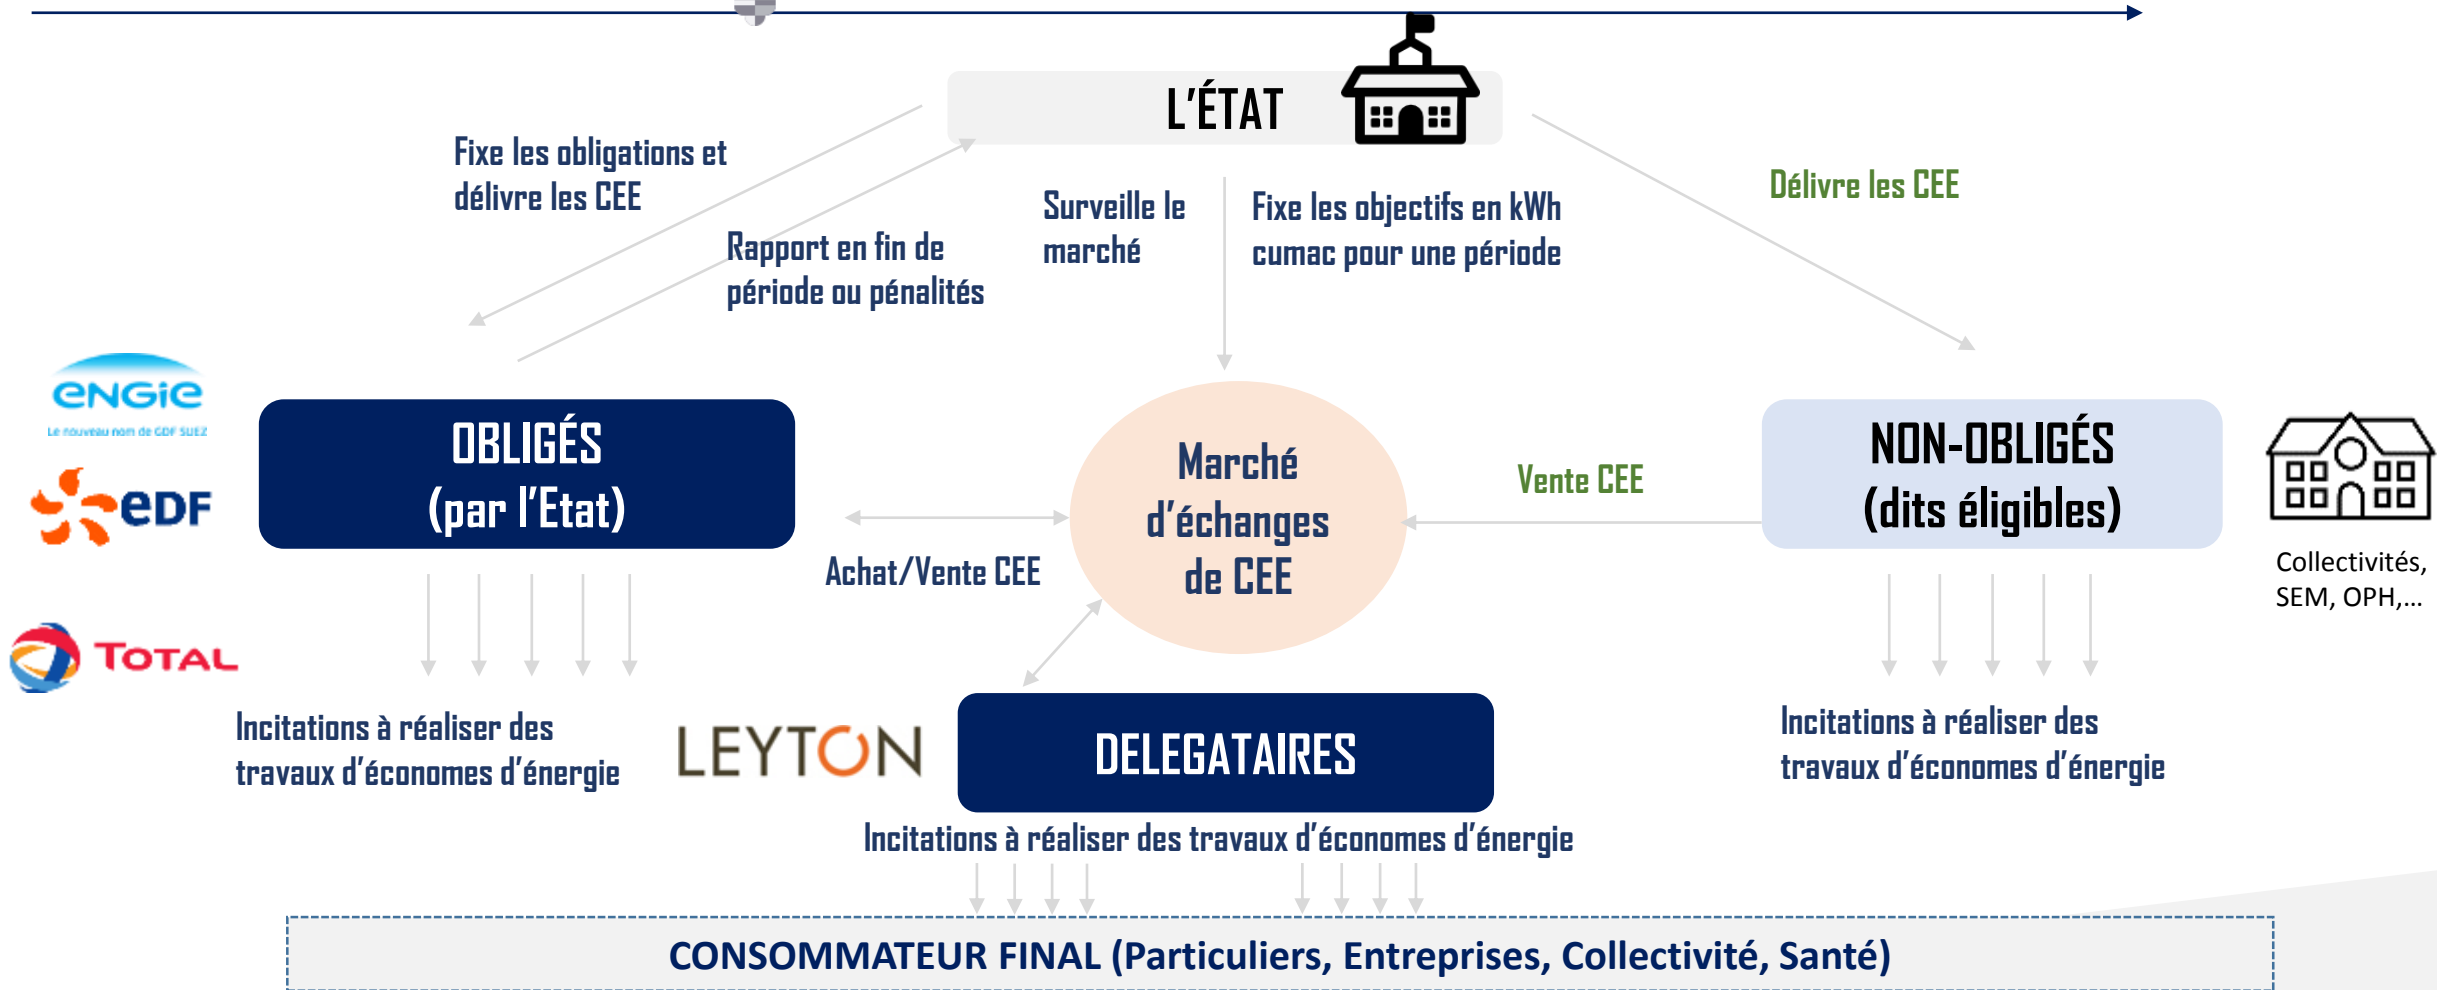 L'ÉTAT
Fixe les obligations et
délivre les CEE
Rapport en fin de
période ou pénalités
Surveille le
marché
Fixe les objectifs en kWh
cumac pour une période
Délivre les CEE
ENGIE
Le nouveau nom de GDF SUEZ
eDF
TOTAL
OBLIGÉS
(par l'Etat)
Achat/Vente CEE
Marché
d'échanges
de CEE
Vente CEE
NON-OBLIGÉS
(dits éligibles)
Collectivités,
SEM, OPH,...
Incitations à réaliser des
travaux d'économes d'énergie
LEYTON
DELEGATAIRES
Incitations à réaliser des travaux d'économes d'énergie
Incitations à réaliser des
travaux d'économes d'énergie
CONSOMMATEUR FINAL (Particuliers, Entreprises, Collectivité, Santé)